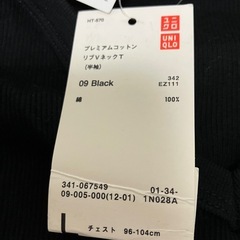 HT-576
ユニ
クロ
UNI
QLO
プレミアムコットン
リブVネックT
(半袖)
09 Black
342
EZ111
綿 100%
341-067549 01-34-
09-005-000(12-01) 1N028A
チェスト 96-104cm